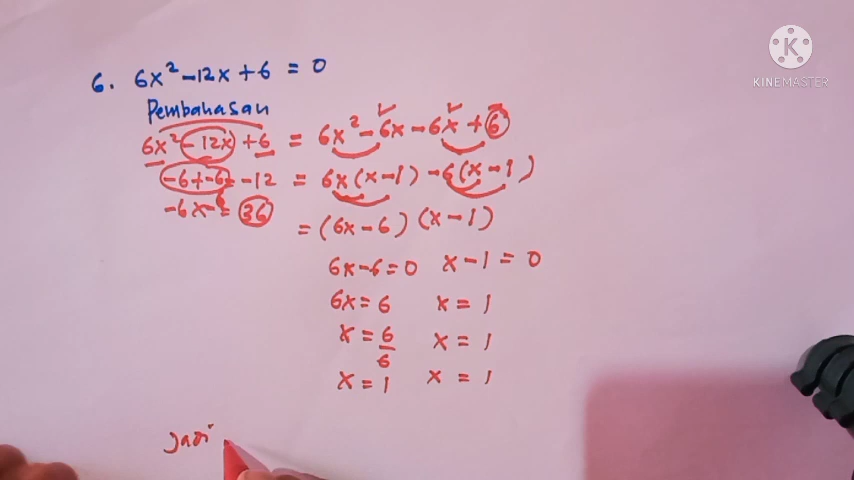 KINEMASTER
6. 6x² - 12x + 6 = 0
Pembahasan
6x² - 12x + 6 = 6x² - 6x - 6x + 6
-6 + -6 = -12 = 6x(x - 1) - 6(x - 1)
-6x-6 = 36 = (6x - 6) (x - 1)
6x - 6 = 0 x - 1 = 0
6x = 6 x = 1
x = 6/6 x = 1
x = 1 x = 1
Jadi